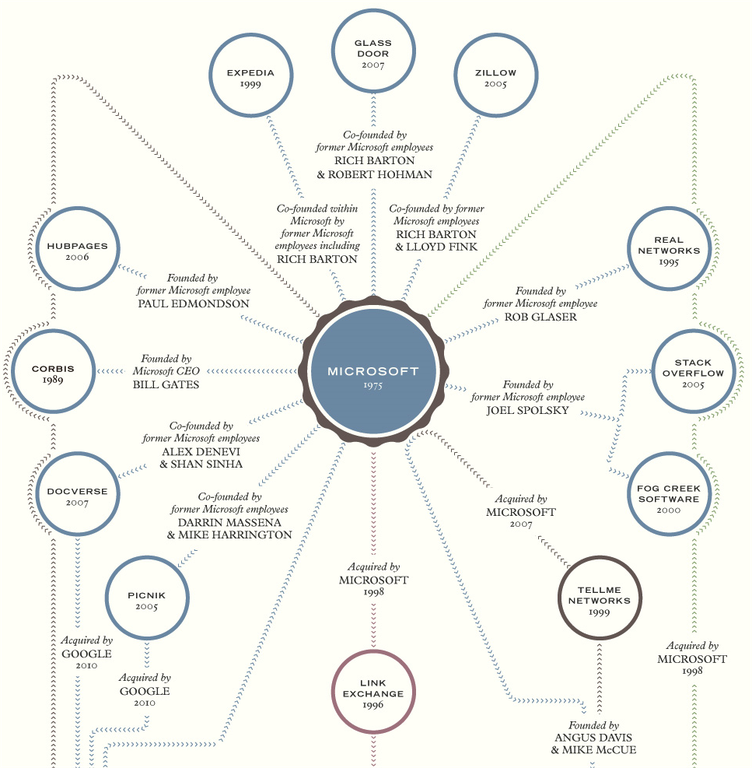 GLASS
DOOR
2007
EXPEDIA
1999
ZILLOW
2005
Co-founded by
former Microsoft employees
RICH BARTON
& ROBERT HOHMAN
Co-founded within
Microsoft by
former Microsoft
employees including
RICH BARTON
Co-founded by former
Microsoft employees
RICH BARTON
& LLOYD FINK
HUBPAGES
2006
REAL
NETWORKS
1995
Founded by
former Microsoft employee
PAUL EDMONDSON
Founded by
former Microsoft employee
ROB GLASER
CORBIS
1989
Founded by
Microsoft CEO
BILL GATES
MICROSOFT
1975
STACK
OVERFLOW
2005
Founded by
former Microsoft employee
JOEL SPOLSKY
Co-founded by
former Microsoft employees
ALEX DENEVI
& SHAN SINHA
DOCVERSE
2007
Co-founded by
former Microsoft employees
DARRIN MASSENA
& MIKE HARRINGTON
Acquired by
MICROSOFT
2007
FOG CREEK
SOFTWARE
2000
Acquired by
MICROSOFT
1998
PICNIK
2005
TELLME
NETWORKS
1999
Acquired by
GOOGLE
2010
Acquired by
GOOGLE
2010
Acquired by
MICROSOFT
1998
LINK
EXCHANGE
1996
Founded by
ANGUS DAVIS
& MIKE McCUE